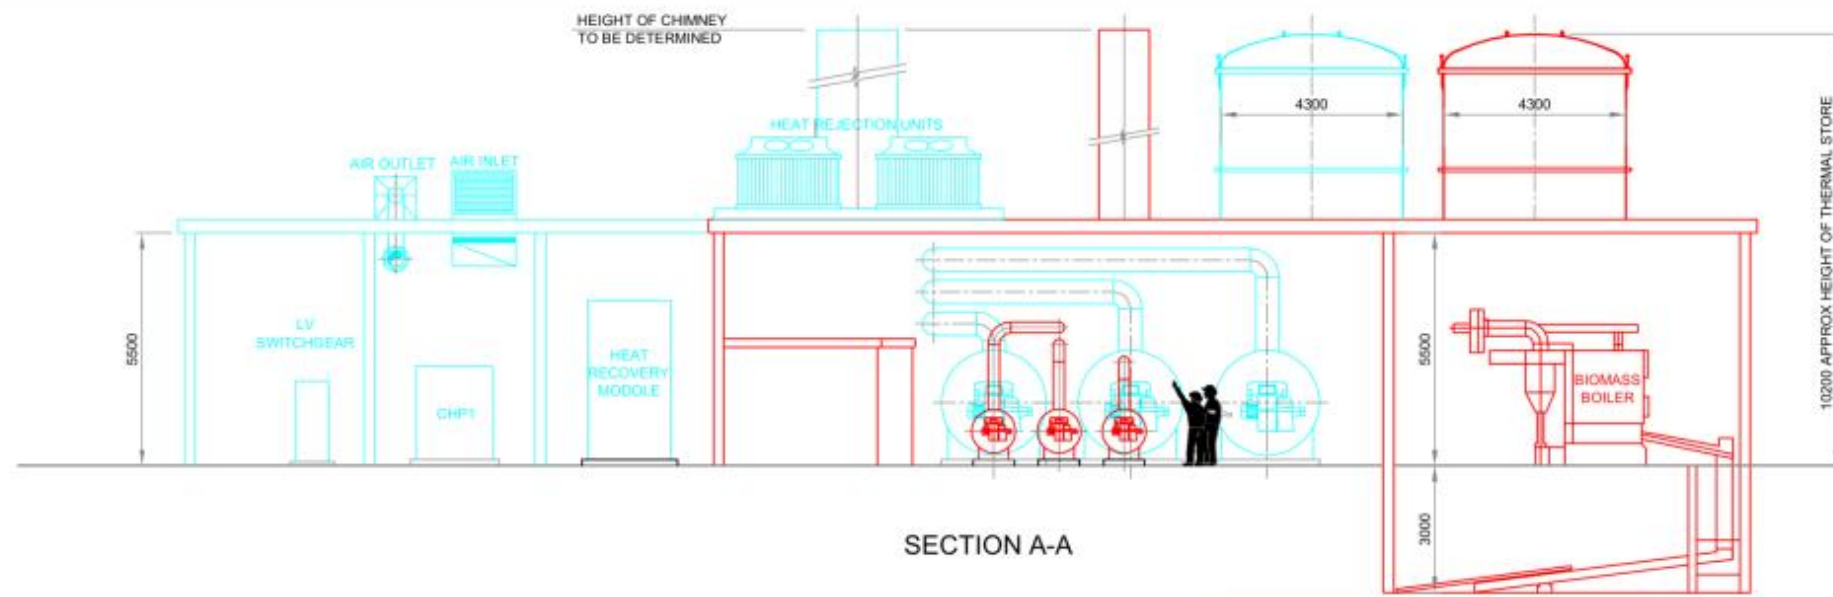 HEIGHT OF CHIMNEY
TO BE DETERMINED
HEAT REJECTION UNITS
AIR OUTLET
AIR INLET
4300
4300
10200 APPROX HEIGHT OF THERMAL STORE
5500
LV
SWITCHGEAR
CHP1
HEAT
RECOVERY
MODOLE
5500
BIOMASS
BOILER
3000
SECTION A-A